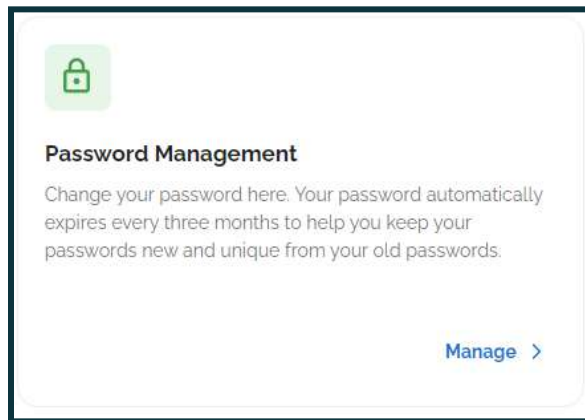 Password Management
Change your password here. Your password automatically
expires every three months to help you keep your
passwords new and unique from your old passwords.
Manage